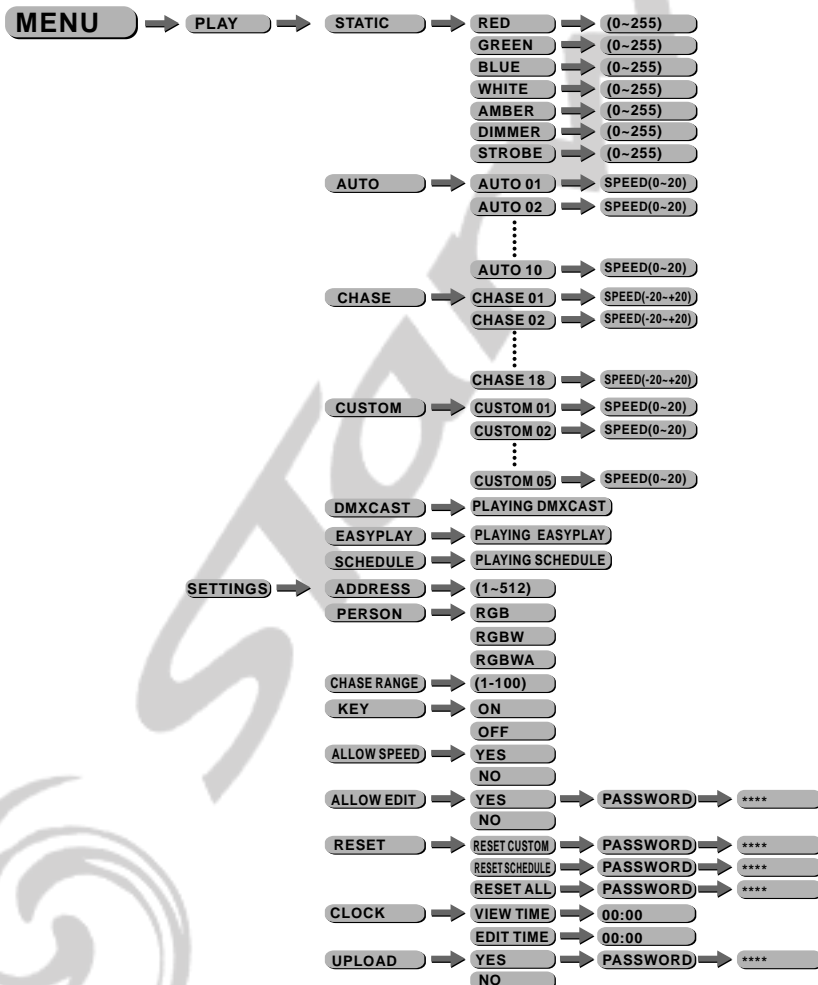 MENU PLAY STATIC RED (0~255)
GREEN (0~255)
BLUE (0~255)
WHITE (0~255)
AMBER (0~255)
DIMMER (0~255)
STROBE (0~255)
AUTO AUTO 01 SPEED(0~20)
AUTO 02 SPEED(0~20)
AUTO 10 SPEED(0~20)
CHASE CHASE 01 SPEED(-20~+20)
CHASE 02 SPEED(-20~+20)
CHASE 18 SPEED(-20~+20)
CUSTOM CUSTOM 01 SPEED(0~20)
CUSTOM 02 SPEED(0~20)
CUSTOM 05 SPEED(0~20)
DMXCAST PLAYING DMXCAST
EASYPLAY PLAYING EASYPLAY
SCHEDULE PLAYING SCHEDULE
SETTINGS ADDRESS (1~512)
PERSON RGB
RGBW
RGBWA
CHASE RANGE (1-100)
KEY ON
OFF
ALLOW SPEED YES
NO
ALLOW EDIT YES PASSWORD ****
NO
RESET RESET CUSTOM PASSWORD ****
RESET SCHEDULE PASSWORD ****
RESET ALL PASSWORD ****
CLOCK VIEW TIME 00:00
EDIT TIME 00:00
UPLOAD YES PASSWORD ****
NO